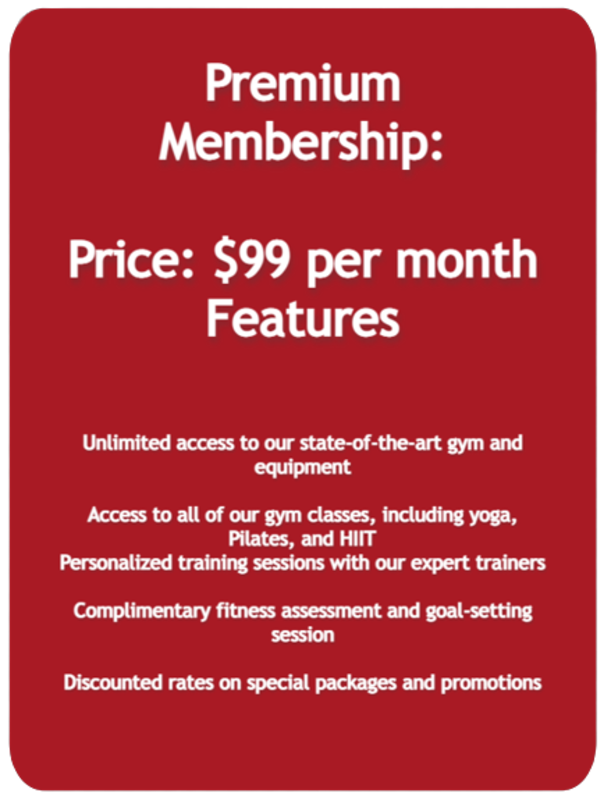 Premium
Membership:
Price: $99 per month
Features
Unlimited access to our state-of-the-art gym and
equipment
Access to all of our gym classes, including yoga,
Pilates, and HIIT
Personalized training sessions with our expert trainers
Complimentary fitness assessment and goal-setting
session
Discounted rates on special packages and promotions